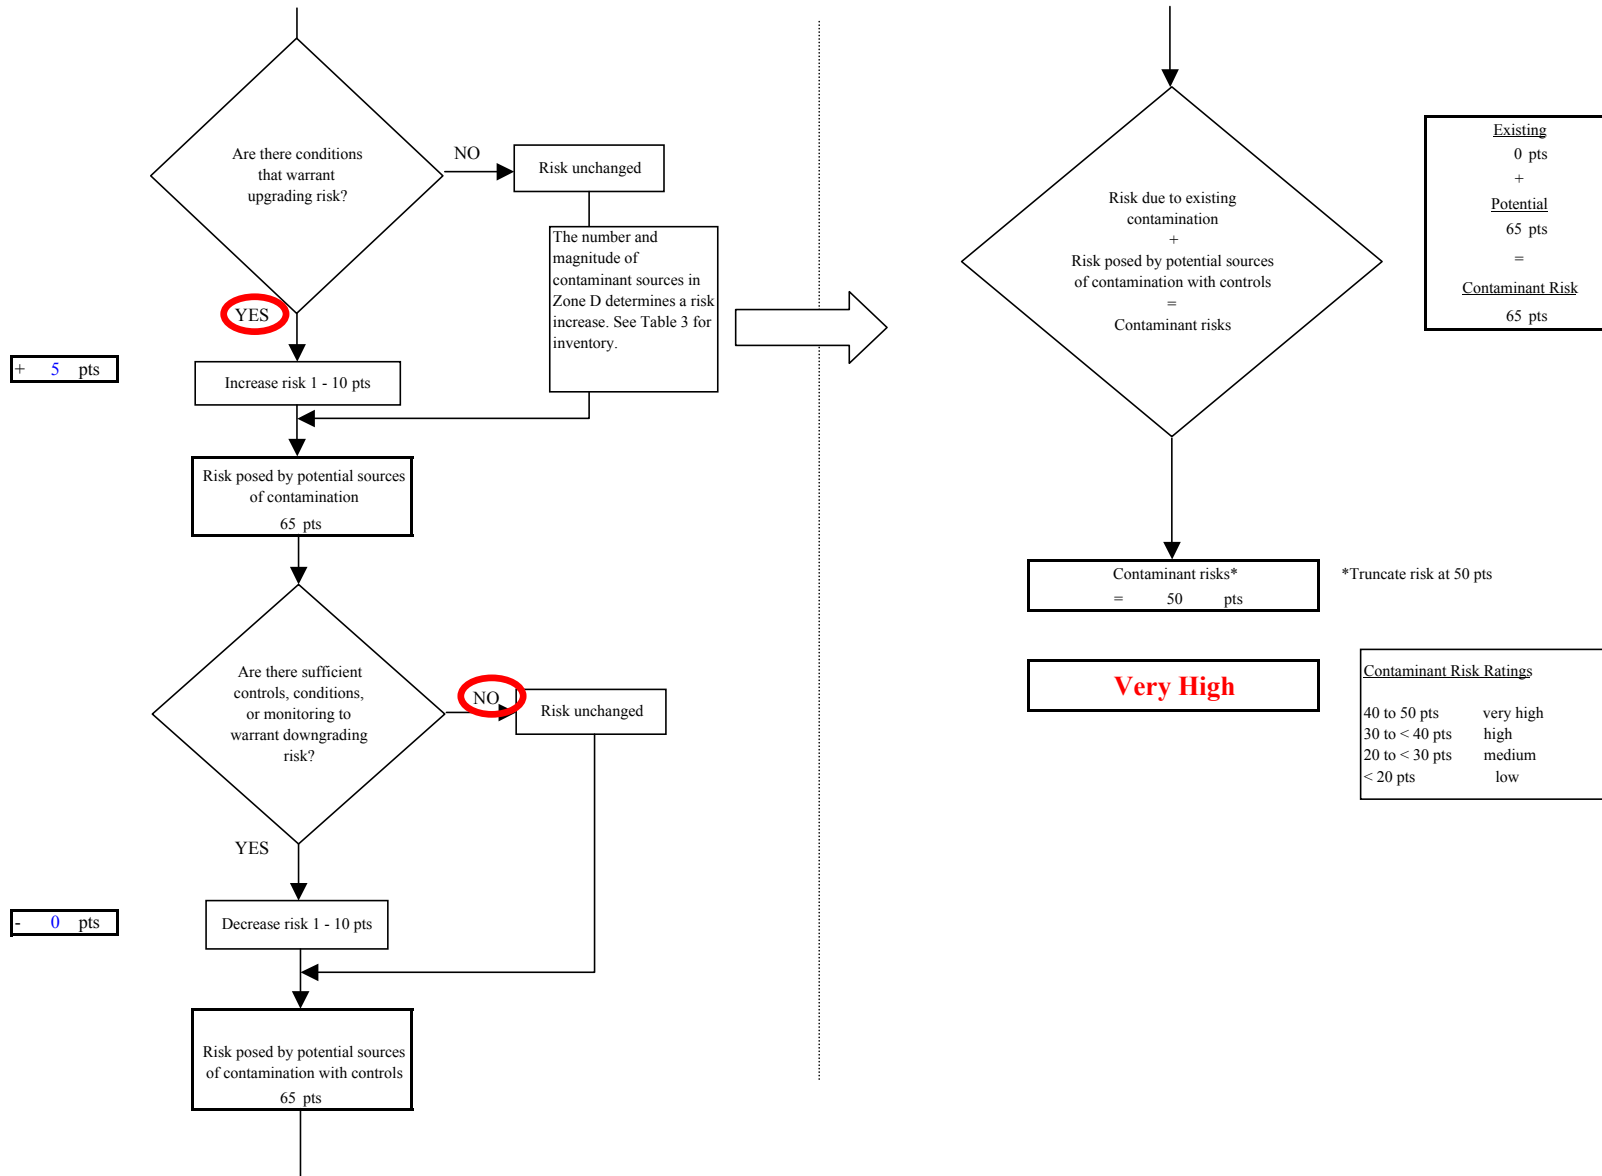 Are there conditions
that warrant
upgrading risk?
NO
Risk unchanged
The number and
magnitude of
contaminant sources in
Zone D determines a risk
increase. See Table 3 for
inventory.
YES
+ 5 pts
Increase risk 1 - 10 pts
Risk posed by potential sources
of contamination
65 pts
Are there sufficient
controls, conditions,
or monitoring to
warrant downgrading
risk?
NO
Risk unchanged
YES
- 0 pts
Decrease risk 1 - 10 pts
Risk posed by potential sources
of contamination with controls
65 pts
Risk due to existing
contamination
+
Risk posed by potential sources
of contamination with controls
=
Contaminant risks
Existing
0 pts
+
Potential
65 pts
=
Contaminant Risk
65 pts
Contaminant risks*
= 50 pts
*Truncate risk at 50 pts
Very High
Contaminant Risk Ratings
40 to 50 pts very high
30 to < 40 pts high
20 to < 30 pts medium
< 20 pts low